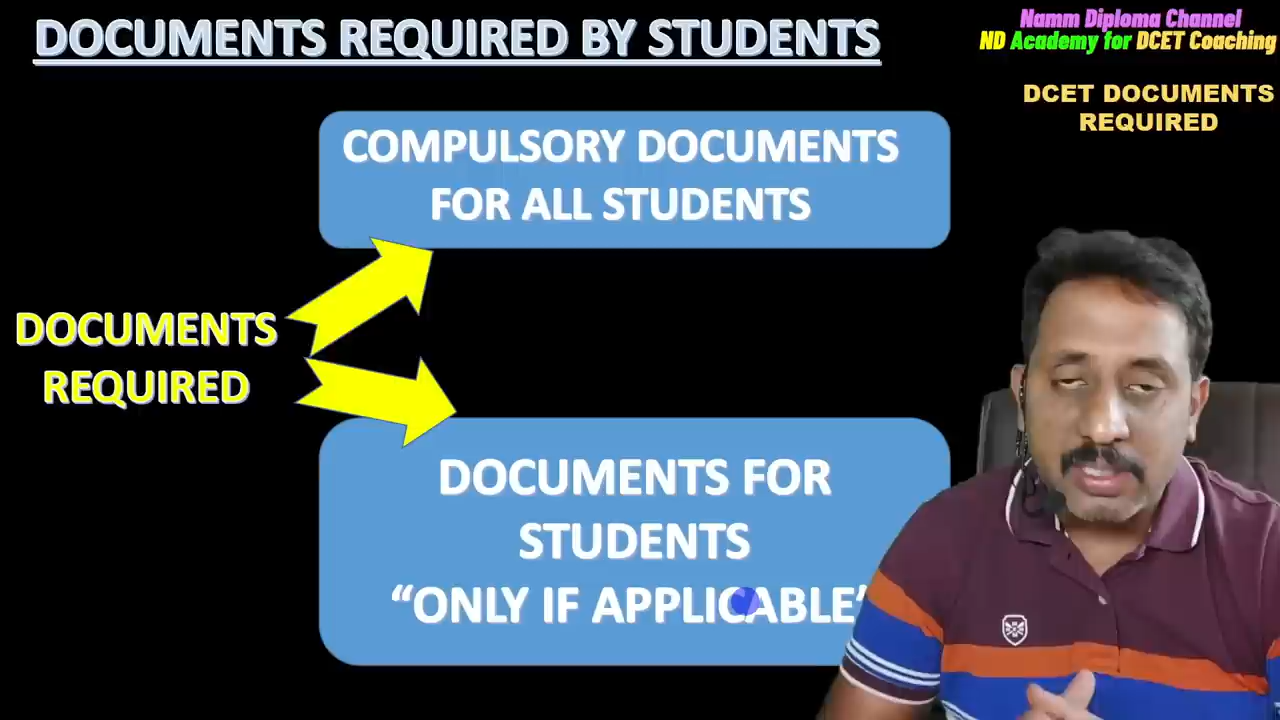 DOCUMENTS REQUIRED BY STUDENTS
Namm Diploma Channel
ND Academy for DCET Coaching
DCET DOCUMENTS
REQUIRED
COMPULSORY DOCUMENTS
FOR ALL STUDENTS
DOCUMENTS
REQUIRED
DOCUMENTS FOR
STUDENTS
“ONLY IF APPLICABLE”